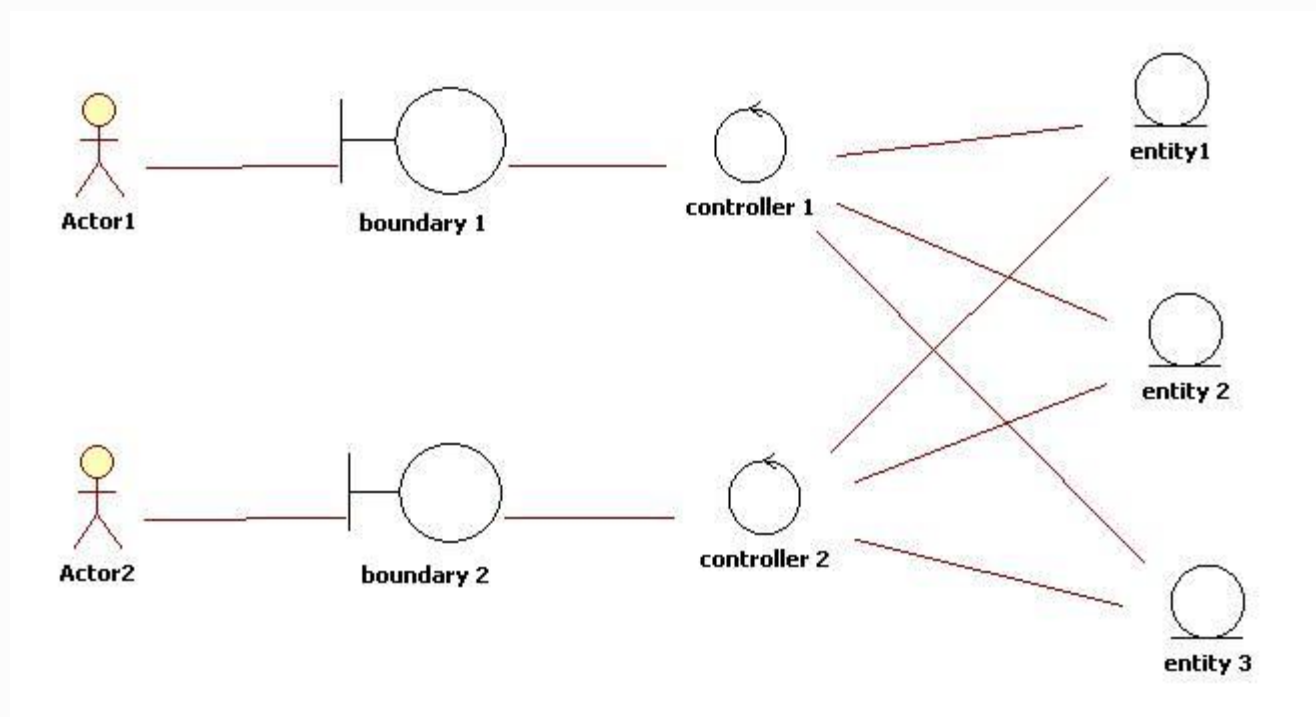 Actor1
boundary 1
controller 1
entity1
entity 2
Actor2
boundary 2
controller 2
entity 3